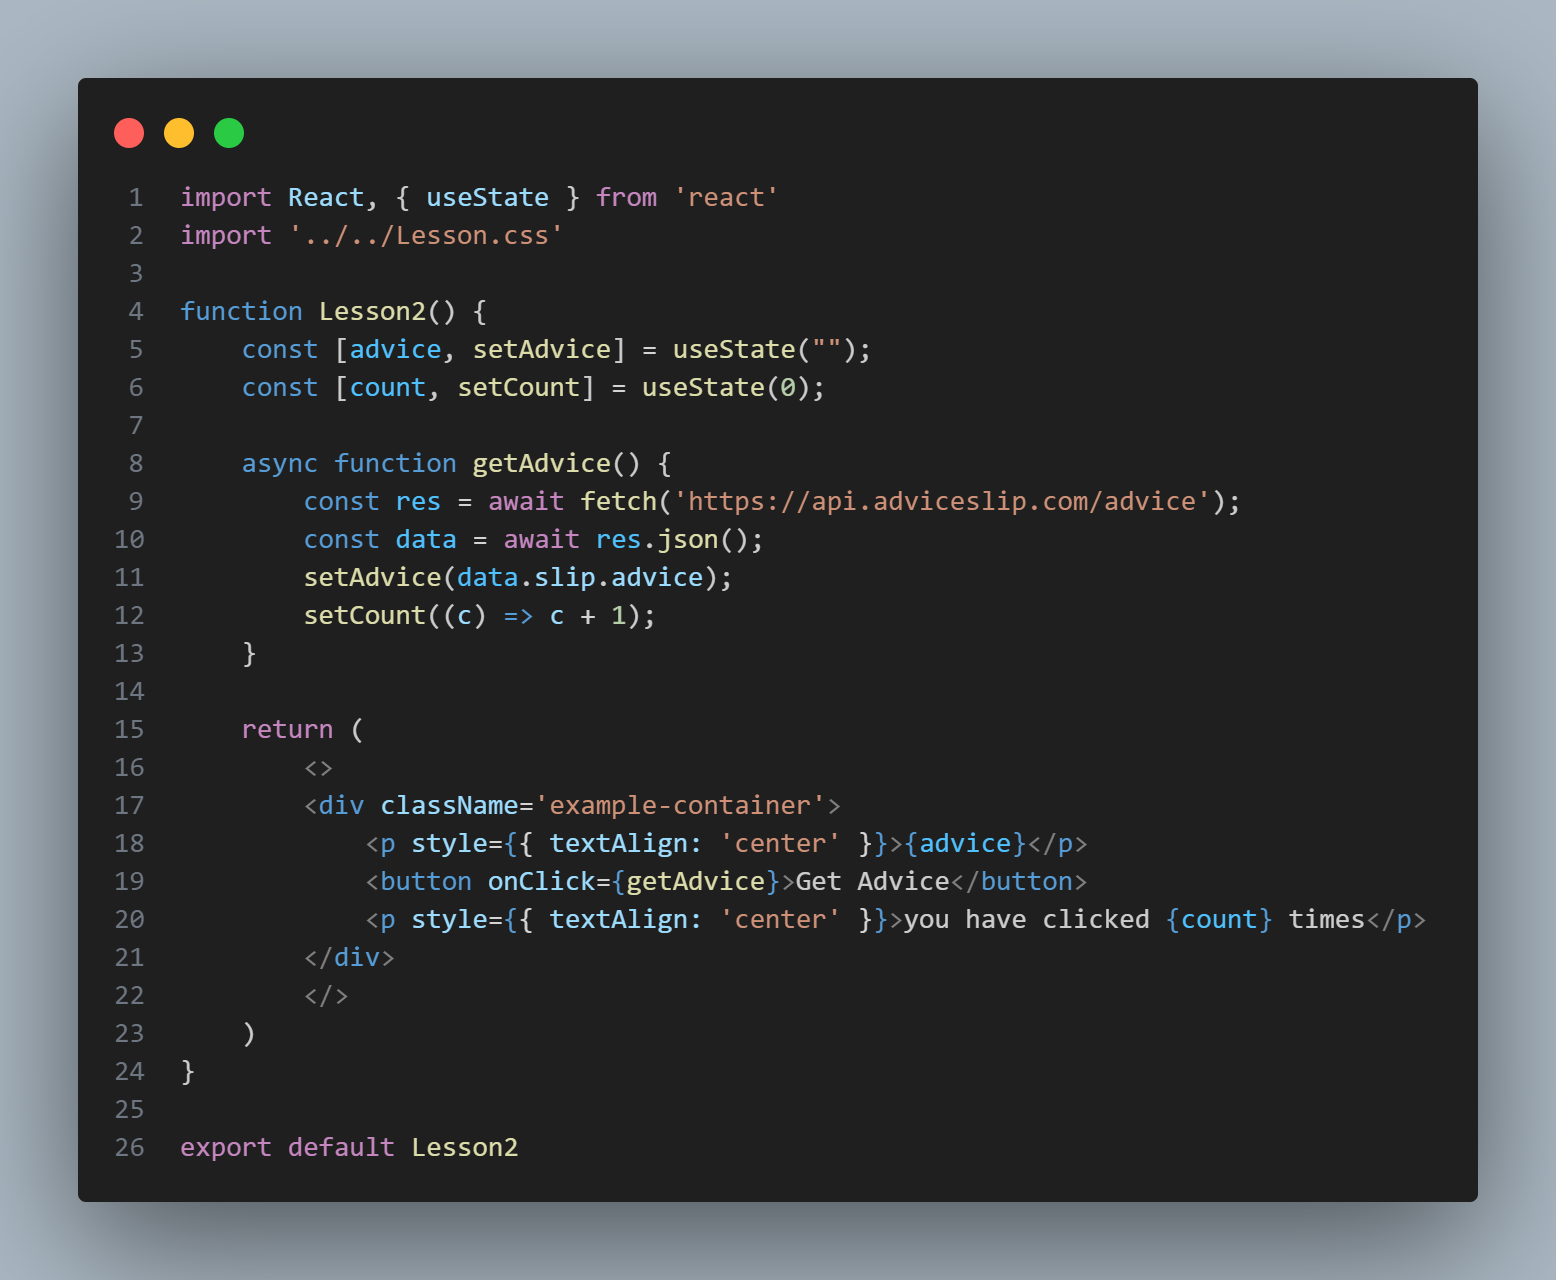 1 import React, { useState } from 'react'
2 import '../../Lesson.css'
3
4 function Lesson2() {
5     const [advice, setAdvice] = useState("");
6     const [count, setCount] = useState(0);
7
8     async function getAdvice() {
9         const res = await fetch('https://api.adviceslip.com/advice');
10         const data = await res.json();
11         setAdvice(data.slip.advice);
12         setCount((c) => c + 1);
13     }
14
15     return (
16         <>
17         <div className='example-container'>
18             <p style={{ textAlign: 'center' }}>{advice}</p>
19             <button onClick={getAdvice}>Get Advice</button>
20             <p style={{ textAlign: 'center' }}>you have clicked {count} times</p>
21         </div>
22         </>
23     )
24 }
25
26 export default Lesson2